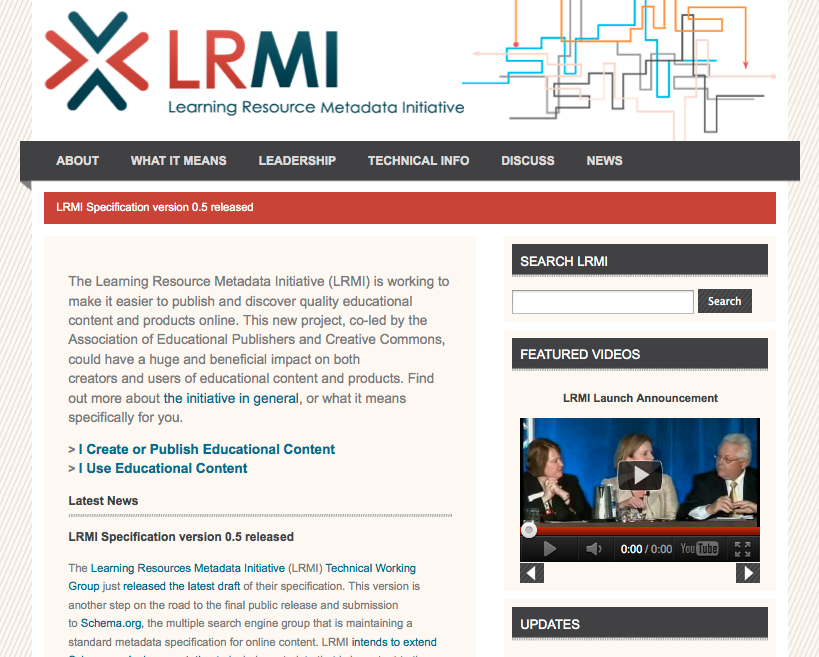 LRMI
Learning Resource Metadata Initiative
ABOUT WHAT IT MEANS LEADERSHIP TECHNICAL INFO DISCUSS NEWS
LRMI Specification version 0.5 released
The Learning Resource Metadata Initiative (LRMI) is working to
make it easier to publish and discover quality educational
content and products online. This new project, co-led by the
Association of Educational Publishers and Creative Commons,
could have a huge and beneficial impact on both
creators and users of educational content and products. Find
out more about the initiative in general, or what it means
specifically for you.
> I Create or Publish Educational Content
> I Use Educational Content
Latest News
LRMI Specification version 0.5 released
The Learning Resources Metadata Initiative (LRMI) Technical Working
Group just released the latest draft of their specification. This version is
another step on the road to the final public release and submission
to Schema.org, the multiple search engine group that is maintaining a
standard metadata specification for online content. LRMI intends to extend
SEARCH LRMI
Search
FEATURED VIDEOS
LRMI Launch Announcement
0:00 / 0:00 YouTube
UPDATES